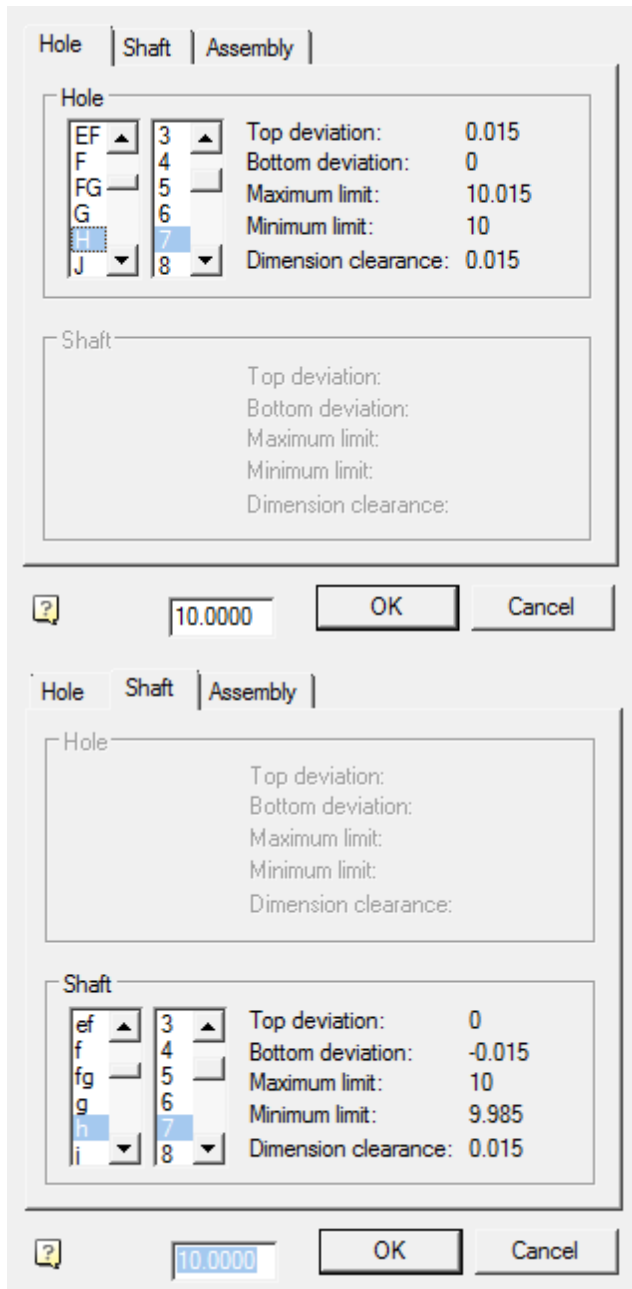 Hole Shaft Assembly
Hole
EF 3 Top deviation: 0.015
F 4 Bottom deviation: 0
FG 5 Maximum limit: 10.015
G 6 Minimum limit: 10
H 7 Dimension clearance: 0.015
J 8
Shaft
Top deviation:
Bottom deviation:
Maximum limit:
Minimum limit:
Dimension clearance:
? 10.0000 OK Cancel
Hole Shaft Assembly
Hole
Top deviation:
Bottom deviation:
Maximum limit:
Minimum limit:
Dimension clearance:
Shaft
ef 3 Top deviation: 0
f 4 Bottom deviation: -0.015
fg 5 Maximum limit: 10
g 6 Minimum limit: 9.985
h 7 Dimension clearance: 0.015
8
? 10.0000 OK Cancel